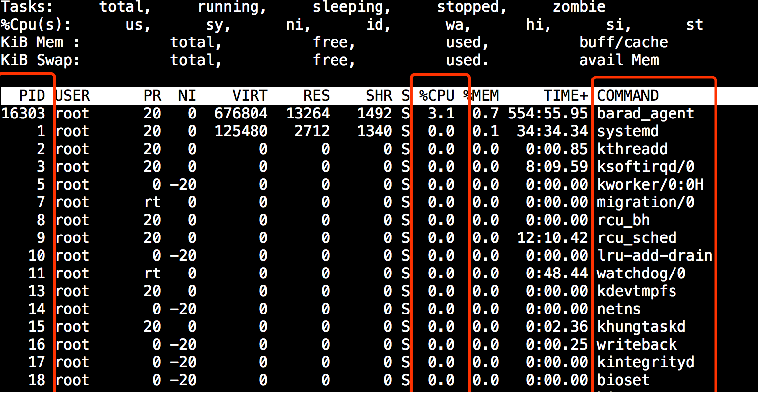 Tasks: total, running, sleeping, stopped, zombie
%Cpu(s): us, sy, ni, id, wa, hi, si, st
KiB Mem : total, free, used, buff/cache
KiB Swap: total, free, used. avail Mem
PID USER PR NI VIRT RES SHR S %CPU %MEM TIME+ COMMAND
16303 root 20 0 676804 13264 1492 S 3.1 0.7 554:55.95 barad_agent
1 root 20 0 125480 2712 1340 S 0.0 0.1 34:34.34 systemd
2 root 20 0 0 0 0 S 0.0 0.0 0:00.85 kthreadd
3 root 20 0 0 0 0 S 0.0 0.0 8:09.59 ksoftirqd/0
5 root 0 -20 0 0 0 S 0.0 0.0 0:00.00 kworker/0:0H
7 root rt 0 0 0 0 S 0.0 0.0 0:00.00 migration/0
8 root 20 0 0 0 0 S 0.0 0.0 0:00.00 rcu_bh
9 root 20 0 0 0 0 S 0.0 0.0 12:10.42 rcu_sched
10 root 0 -20 0 0 0 S 0.0 0.0 0:00.00 lru-add-drain
11 root rt 0 0 0 0 S 0.0 0.0 0:48.44 watchdog/0
13 root 20 0 0 0 0 S 0.0 0.0 0:00.00 kdevtmpfs
14 root 0 -20 0 0 0 S 0.0 0.0 0:00.00 netns
15 root 20 0 0 0 0 S 0.0 0.0 0:02.36 khungtaskd
16 root 0 -20 0 0 0 S 0.0 0.0 0:00.25 writeback
17 root 0 -20 0 0 0 S 0.0 0.0 0:00.00 kintegrityd
18 root 0 -20 0 0 0 S 0.0 0.0 0:00.00 bioset